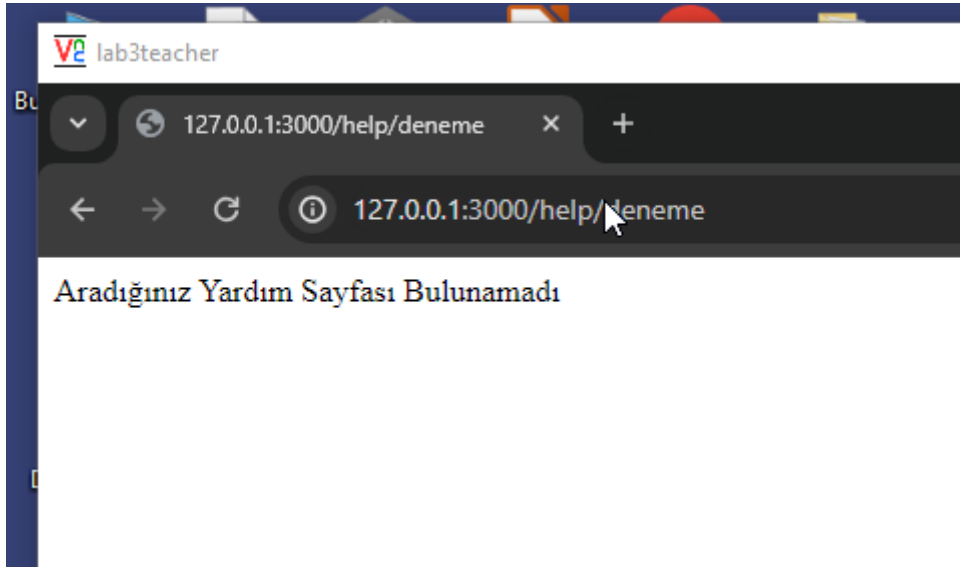 lab3teacher
Bu
127.0.0.1:3000/help/deneme
127.0.0.1:3000/help/deneme
Aradığınız Yardım Sayfası Bulunamadı